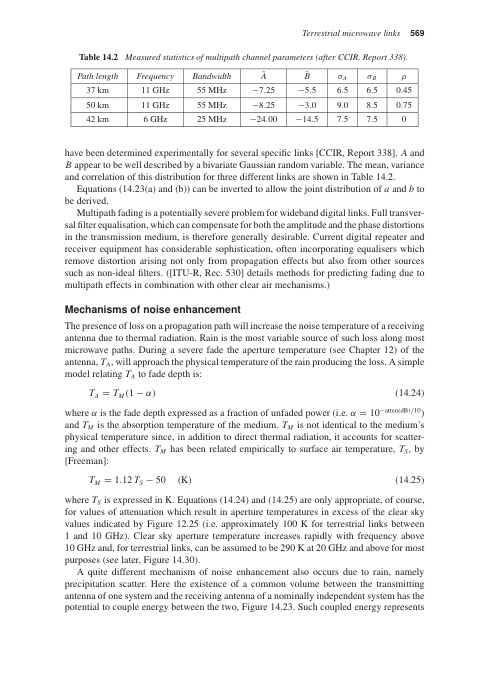 Terrestrial microwave links 569
Table 14.2 Measured statistics of multipath channel parameters (after CCIR, Report 338).
Path length Frequency Bandwidth Ā B̄ σA σB ρ
37 km 11 GHz 55 MHz −7.25 −5.5 6.5 6.5 0.45
50 km 11 GHz 55 MHz −8.25 −3.0 9.0 8.5 0.75
42 km 6 GHz 25 MHz −24.00 −14.5 7.5 7.5 0
have been determined experimentally for several specific links [CCIR, Report 338]. A and
B appear to be well described by a bivariate Gaussian random variable. The mean, variance
and correlation of this distribution for three different links are shown in Table 14.2.
Equations (14.23(a) and (b)) can be inverted to allow the joint distribution of a and b to
be derived.
Multipath fading is a potentially severe problem for wideband digital links. Full transver-
sal filter equalisation, which can compensate for both the amplitude and the phase distortions
in the transmission medium, is therefore generally desirable. Current digital repeater and
receiver equipment has considerable sophistication, often incorporating equalisers which
remove distortion arising not only from propagation effects but also from other sources
such as non-ideal filters. ([ITU-R, Rec. 530] details methods for predicting fading due to
multipath effects in combination with other clear air mechanisms.)
Mechanisms of noise enhancement
The presence of loss on a propagation path will increase the noise temperature of a receiving
antenna due to thermal radiation. Rain is the most variable source of such loss along most
microwave paths. During a severe fade the aperture temperature (see Chapter 12) of the
antenna, TA, will approach the physical temperature of the rain producing the loss. A simple
model relating TA to fade depth is:
TA = TM(1 − α) (14.24)
where α is the fade depth expressed as a fraction of unfaded power (i.e. α = 10^−atten(dB)/10)
and TM is the absorption temperature of the medium. TM is not identical to the medium's
physical temperature since, in addition to direct thermal radiation, it accounts for scatter-
ing and other effects. TM has been related empirically to surface air temperature, TS, by
[Freeman]:
TM = 1.12 TS − 50 (K) (14.25)
where TS is expressed in K. Equations (14.24) and (14.25) are only appropriate, of course,
for values of attenuation which result in aperture temperatures in excess of the clear sky
values indicated by Figure 12.25 (i.e. approximately 100 K for terrestrial links between
1 and 10 GHz). Clear sky aperture temperature increases rapidly with frequency above
10 GHz and, for terrestrial links, can be assumed to be 290 K at 20 GHz and above for most
purposes (see later, Figure 14.30).
A quite different mechanism of noise enhancement also occurs due to rain, namely
precipitation scatter. Here the existence of a common volume between the transmitting
antenna of one system and the receiving antenna of a nominally independent system has the
potential to couple energy between the two, Figure 14.23. Such coupled energy represents